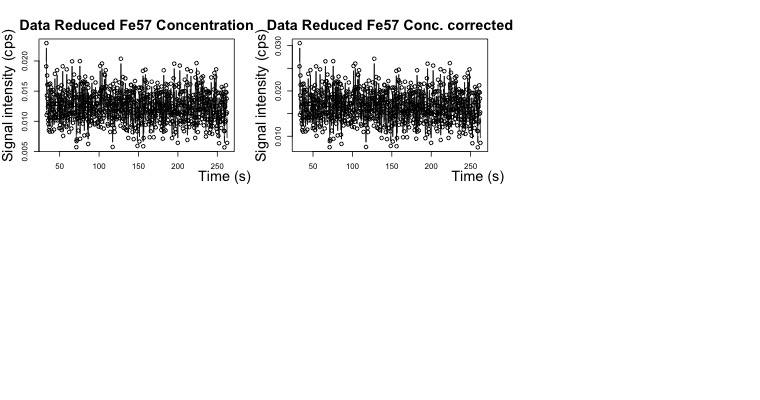 Data Reduced Fe57 Concentration
Signal intensity (cps)
0.005 0.010 0.015 0.020
50 100 150 200 250
Time (s)
Data Reduced Fe57 Conc. corrected
Signal intensity (cps)
0.010 0.020 0.030
50 100 150 200 250
Time (s)